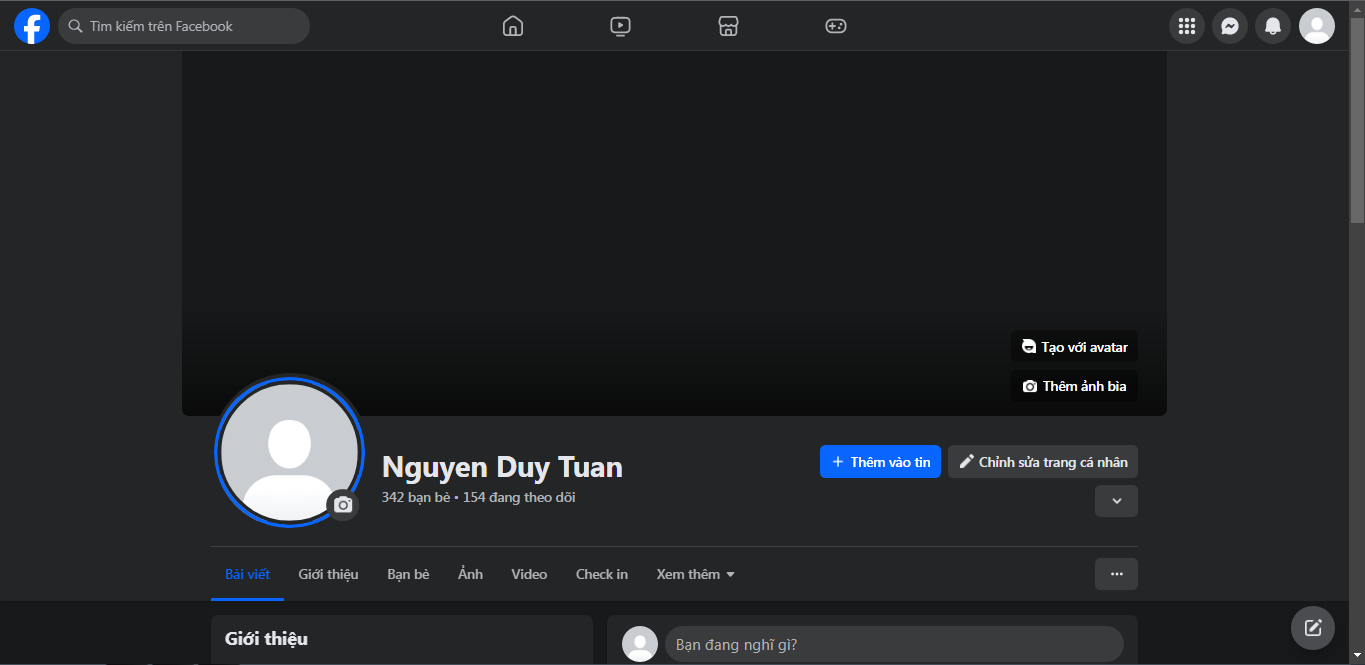 Tìm kiếm trên Facebook
Tạo với avatar
Thêm ảnh bìa
Nguyen Duy Tuan
342 bạn bè • 154 đang theo dõi
+ Thêm vào tin
Chỉnh sửa trang cá nhân
Bài viết Giới thiệu Bạn bè Ảnh Video Check in Xem thêm
Giới thiệu
Bạn đang nghĩ gì?